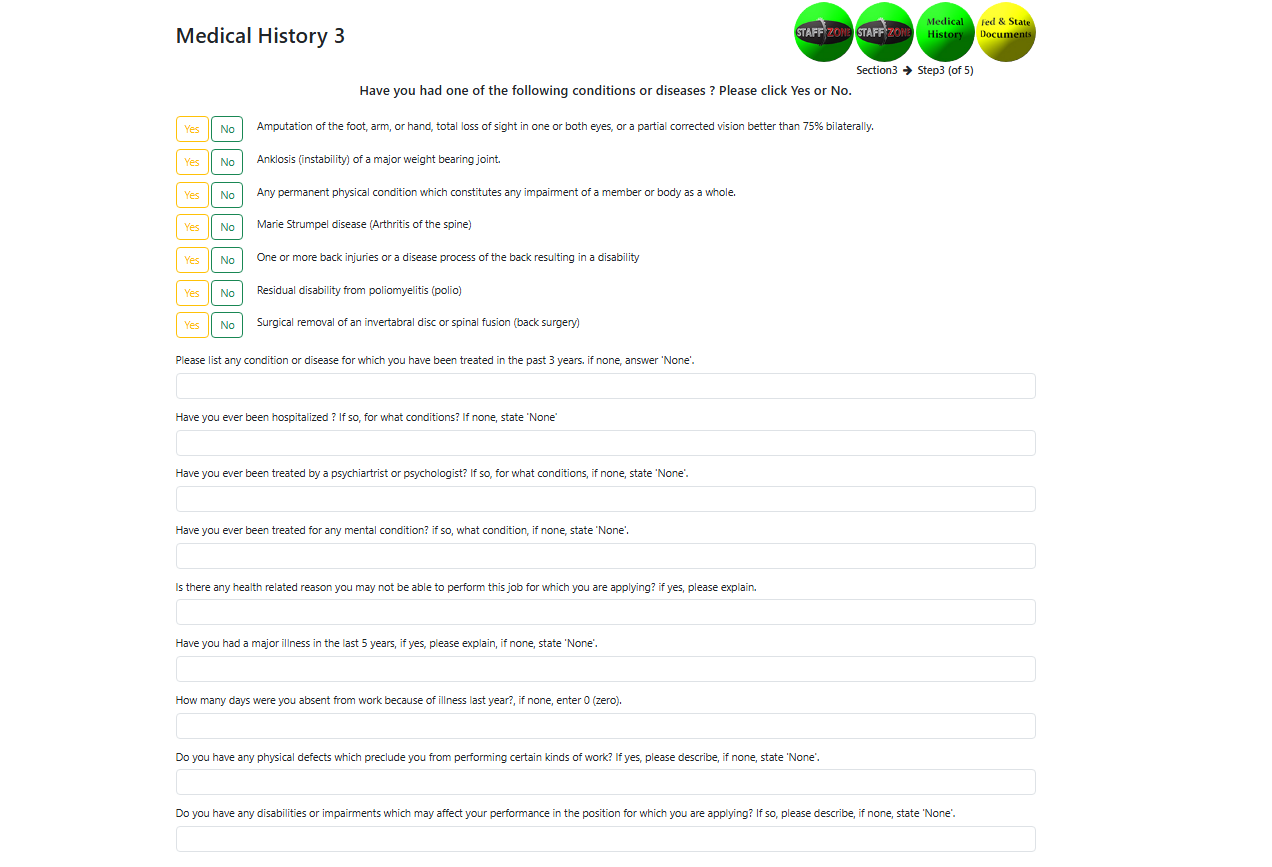 Medical History 3
STAFF ZONE
STAFF ZONE
Medical
History
Fed & State
Documents
Section3 → Step3 (of 5)
Have you had one of the following conditions or diseases ? Please click Yes or No.
Yes No Amputation of the foot, arm, or hand, total loss of sight in one or both eyes, or a partial corrected vision better than 75% bilaterally.
Yes No Anklosis (instability) of a major weight bearing joint.
Yes No Any permanent physical condition which constitutes any impairment of a member or body as a whole.
Yes No Marie Strumpel disease (Arthritis of the spine)
Yes No One or more back injuries or a disease process of the back resulting in a disability
Yes No Residual disability from poliomyelitis (polio)
Yes No Surgical removal of an invertabral disc or spinal fusion (back surgery)
Please list any condition or disease for which you have been treated in the past 3 years. if none, answer 'None'.
Have you ever been hospitalized ? If so, for what conditions? If none, state 'None'
Have you ever been treated by a psychiartrist or psychologist? If so, for what conditions, if none, state 'None'.
Have you ever been treated for any mental condition? if so, what condition, if none, state 'None'.
Is there any health related reason you may not be able to perform this job for which you are applying? if yes, please explain.
Have you had a major illness in the last 5 years, if yes, please explain, if none, state 'None'.
How many days were you absent from work because of illness last year?, if none, enter 0 (zero).
Do you have any physical defects which preclude you from performing certain kinds of work? If yes, please describe, if none, state 'None'.
Do you have any disabilities or impairments which may affect your performance in the position for which you are applying? If so, please describe, if none, state 'None'.